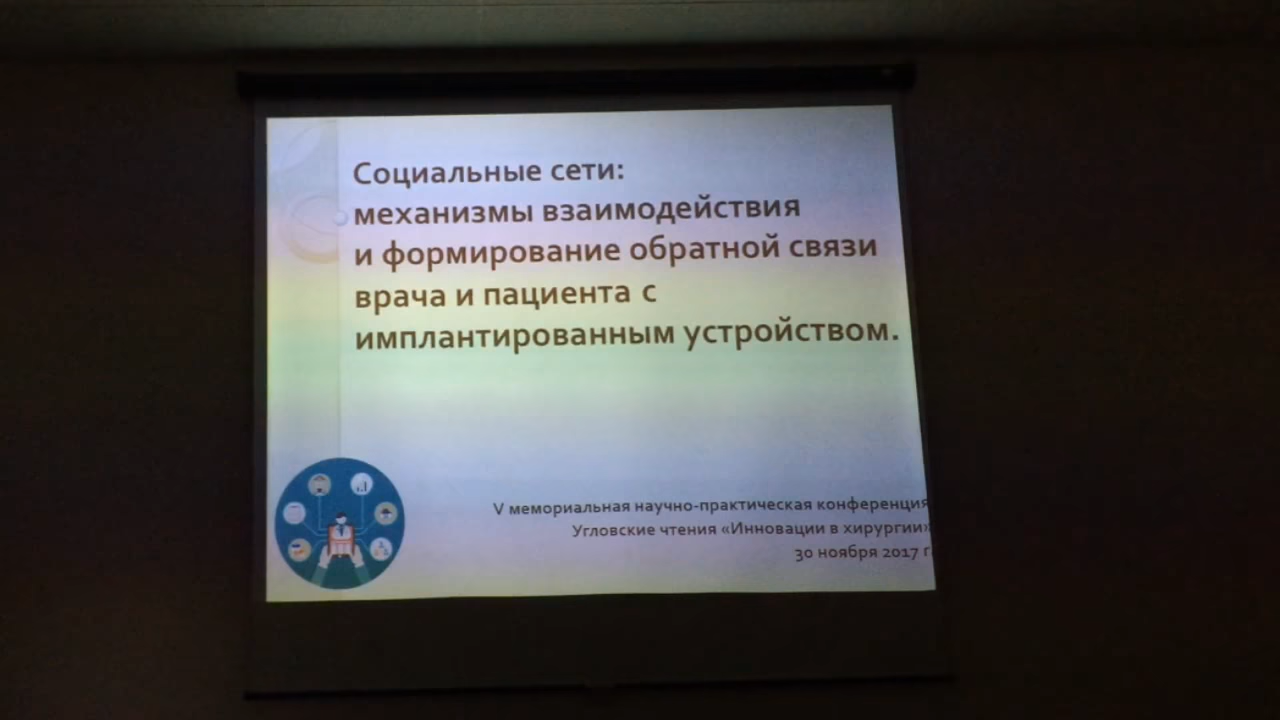 Социальные сети:
механизмы взаимодействия
и формирование обратной связи
врача и пациента с
имплантированным устройством.
V мемориальная научно-практическая конференция
Угловские чтения «Инновации в хирургии»
30 ноября 2017 г